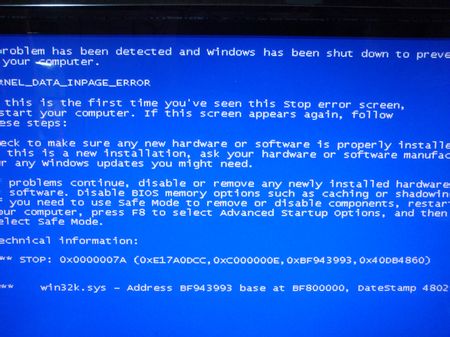 problem has been detected and Windows has been shut down to preve
your computer.
RNEL_DATA_INPAGE_ERROR
this is the first time you've seen this Stop error screen,
start your computer. If this screen appears again, follow
ese steps:
eck to make sure any new hardware or software is properly installe
this is a new installation, ask your hardware or software manufac
r any Windows updates you might need.
problems continue, disable or remove any newly installed hardware
software. Disable BIOS memory options such as caching or shadowin
f you need to use Safe Mode to remove or disable components, restar
our computer, press F8 to select Advanced Startup Options, and then
elect Safe Mode.
echnical information:
** STOP: 0x0000007A (0xE17A0DCC,0xC000000E,0xBF943993,0x40DB4860)
** win32k.sys - Address BF943993 base at BF800000, DateStamp 4802